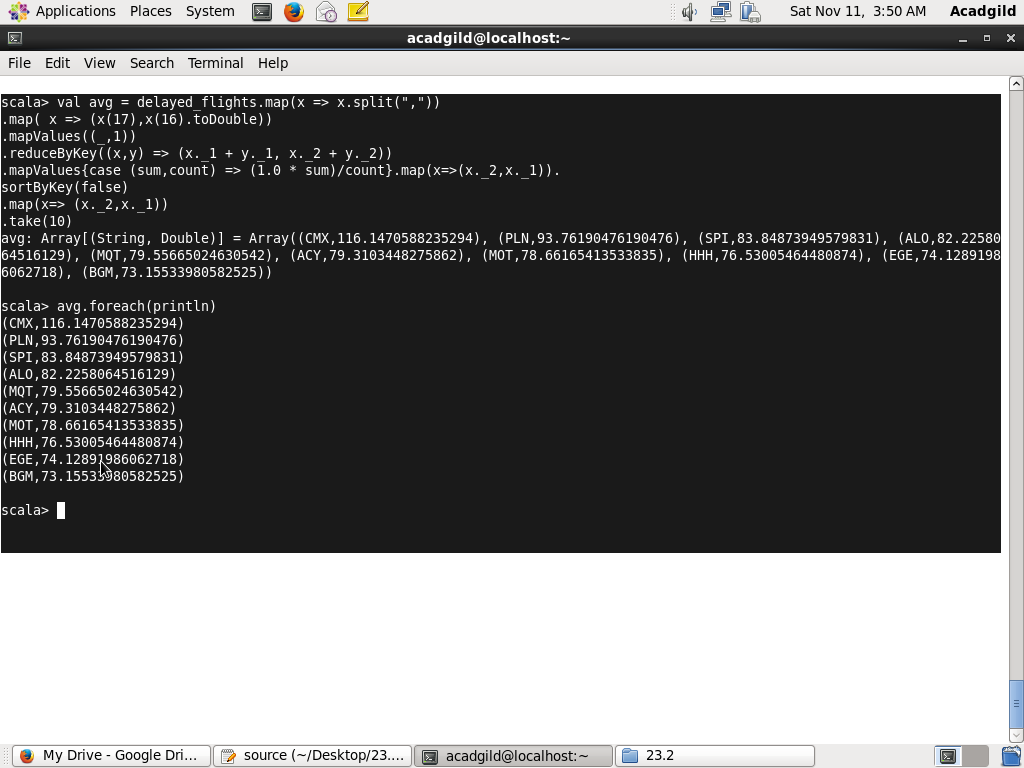 Applications Places System Sat Nov 11, 3:50 AM Acadgild
acadgild@localhost:~
File Edit View Search Terminal Help
scala> val avg = delayed_flights.map(x => x.split(","))
.map( x => (x(17),x(16).toDouble))
.mapValues((_,1))
.reduceByKey((x,y) => (x._1 + y._1, x._2 + y._2))
.mapValues{case (sum,count) => (1.0 * sum)/count}.map(x=>(x._2,x._1)).
sortByKey(false)
.map(x=> (x._2,x._1))
.take(10)
avg: Array[(String, Double)] = Array((CMX,116.1470588235294), (PLN,93.76190476190476), (SPI,83.84873949579831), (ALO,82.22580
64516129), (MQT,79.55665024630542), (ACY,79.3103448275862), (MOT,78.66165413533835), (HHH,76.53005464480874), (EGE,74.1289198
6062718), (BGM,73.15533980582525))
scala> avg.foreach(println)
(CMX,116.1470588235294)
(PLN,93.76190476190476)
(SPI,83.84873949579831)
(ALO,82.2258064516129)
(MQT,79.55665024630542)
(ACY,79.3103448275862)
(MOT,78.66165413533835)
(HHH,76.53005464480874)
(EGE,74.12891986062718)
(BGM,73.15533980582525)
scala>
My Drive - Google Dri... source (~/Desktop/23.... acadgild@localhost:~ 23.2